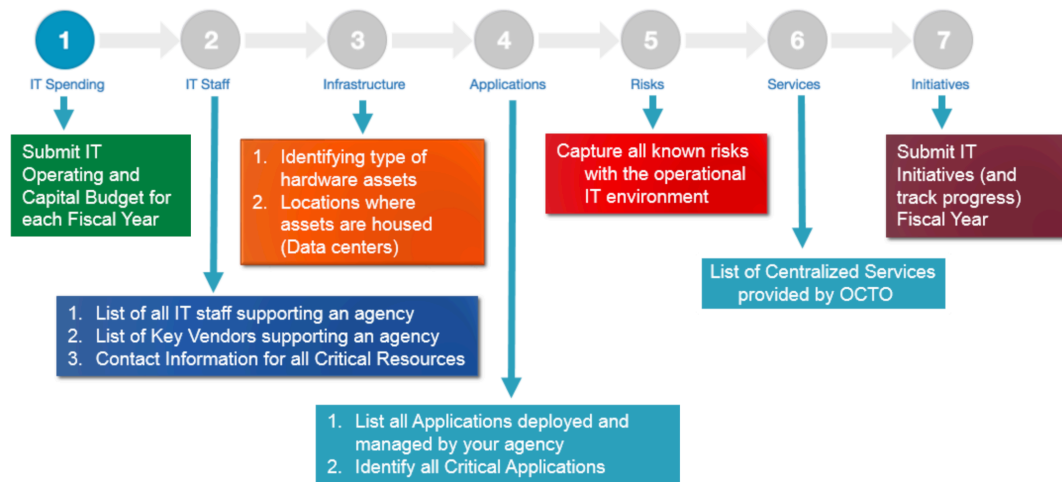 1
2
3
4
5
6
7
IT Spending
IT Staff
Infrastructure
Applications
Risks
Services
Initiatives
Submit IT
Operating and
Capital Budget for
each Fiscal Year
1. Identifying type of
hardware assets
2. Locations where
assets are housed
(Data centers)
Capture all known risks
with the operational
IT environment
Submit IT
Initiatives (and
track progress)
Fiscal Year
List of Centralized Services
provided by OCTO
1. List of all IT staff supporting an agency
2. List of Key Vendors supporting an agency
3. Contact Information for all Critical Resources
1. List all Applications deployed and
managed by your agency
2. Identify all Critical Applications